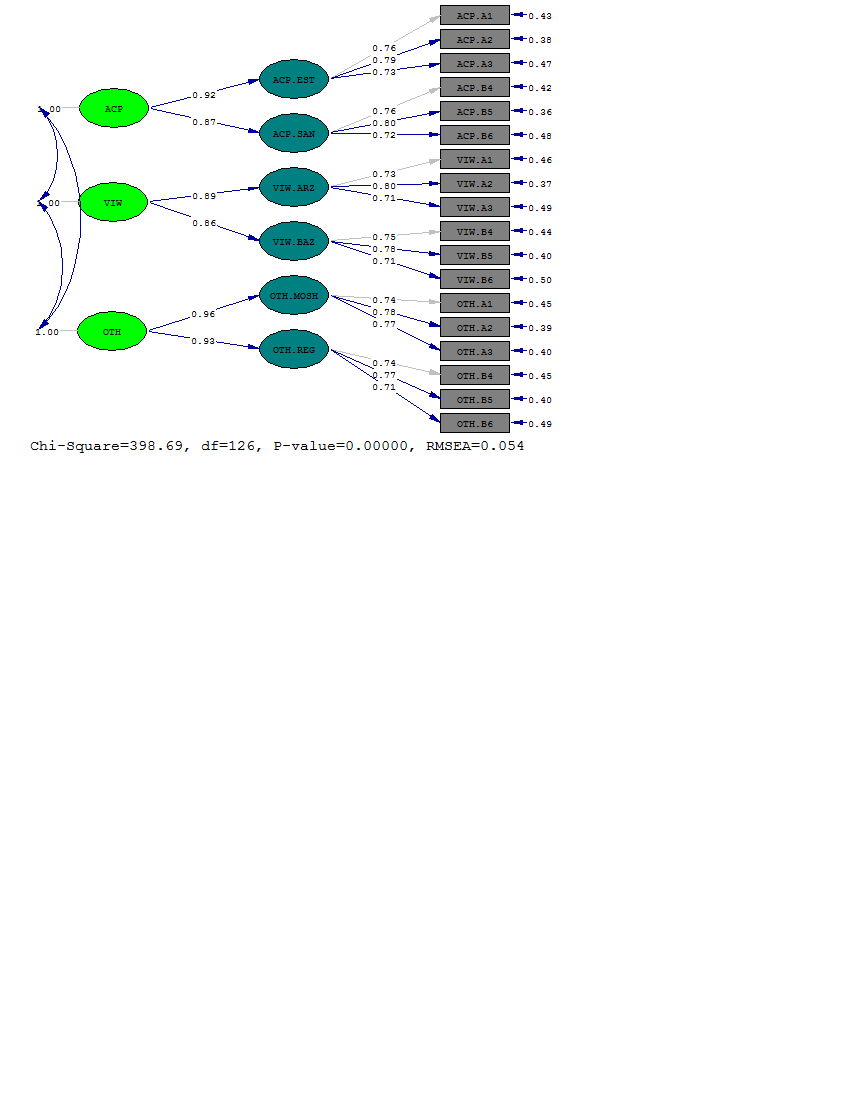 ACP.A1 0.43
0.76
ACP.A2 0.38
0.79
ACP.A3 0.47
0.73
ACP.EST
0.92
ACP.B4 0.42
1.00 ACP
0.76
ACP.B5 0.36
0.87
0.80
ACP.SAN
ACP.B6 0.48
0.72
VIW.A1 0.46
0.73
VIW.A2 0.37
0.80
VIW.ARZ
0.89
0.71
VIW.A3 0.49
1.00 VIW
0.86
VIW.B4 0.44
0.75
VIW.BAZ
0.78
VIW.B5 0.40
0.71
VIW.B6 0.50
OTH.MOSH
0.74
OTH.A1 0.45
0.96
0.78
OTH.A2 0.39
0.77
1.00 OTH
0.93
OTH.REG
OTH.A3 0.40
0.74
OTH.B4 0.45
0.77
0.71
OTH.B5 0.40
OTH.B6 0.49
Chi-Square=398.69, df=126, P-value=0.00000, RMSEA=0.054